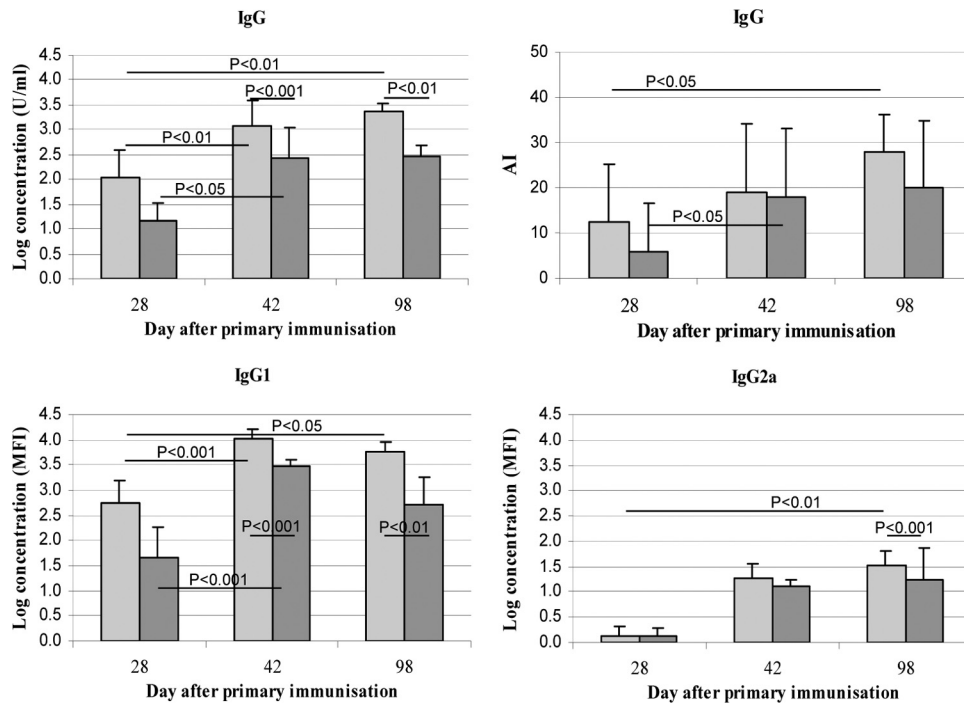 IgG
Log concentration (U/ml)
4.5
4.0
3.5
3.0
2.5
2.0
1.5
1.0
0.5
0.0
P<0.01
P<0.001
P<0.01
P<0.01
P<0.05
28
42
98
Day after primary immunisation
IgG
AI
50
40
30
20
10
0
P<0.05
P<0.05
28
42
98
Day after primary immunisation
IgG1
Log concentration (MFI)
4.5
4.0
3.5
3.0
2.5
2.0
1.5
1.0
0.5
0.0
P<0.05
P<0.001
P<0.001
P<0.01
P<0.001
28
42
98
Day after primary immunisation
IgG2a
Log concentration (MFI)
4.5
4.0
3.5
3.0
2.5
2.0
1.5
1.0
0.5
0.0
P<0.01
P<0.001
28
42
98
Day after primary immunisation